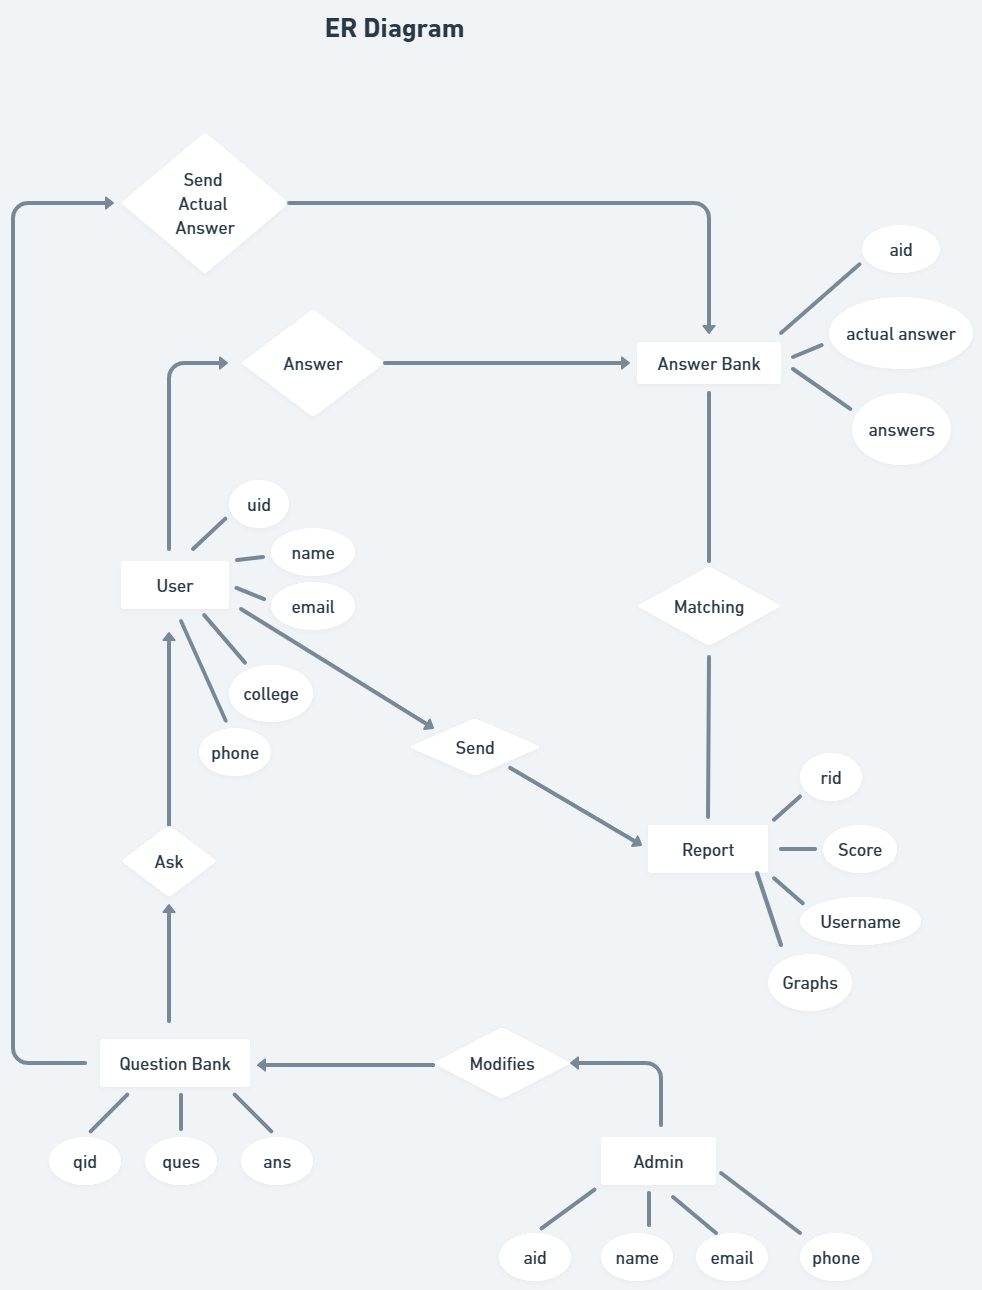 ER Diagram
Send
Actual
Answer
aid
actual answer
Answer
Answer Bank
answers
uid
name
User
email
Matching
college
Send
phone
rid
Ask
Report
Score
Username
Graphs
Question Bank
Modifies
qid
ques
ans
Admin
aid
name
email
phone